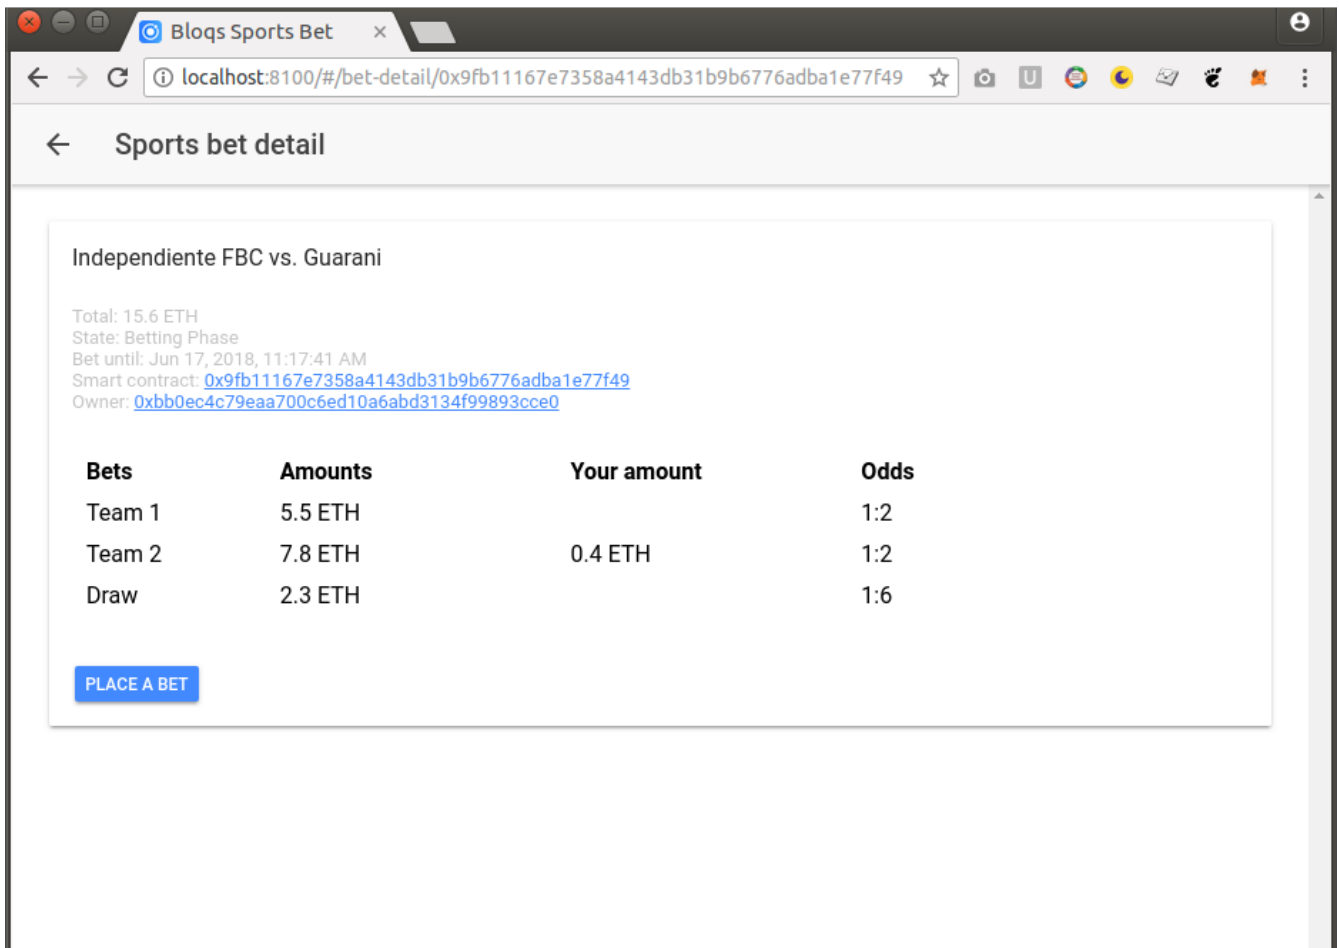 Bloqs Sports Bet
localhost:8100/#/bet-detail/0x9fb11167e7358a4143db31b9b6776adba1e77f49
U
Sports bet detail
Independiente FBC vs. Guarani
Total: 15.6 ETH
State: Betting Phase
Bet until: Jun 17, 2018, 11:17:41 AM
Smart contract: 0x9fb11167e7358a4143db31b9b6776adba1e77f49
Owner: 0xbb0ec4c79eaa700c6ed10a6abd3134f99893cce0
Bets Amounts Your amount Odds
Team 1 5.5 ETH 1:2
Team 2 7.8 ETH 0.4 ETH 1:2
Draw 2.3 ETH 1:6
PLACE A BET